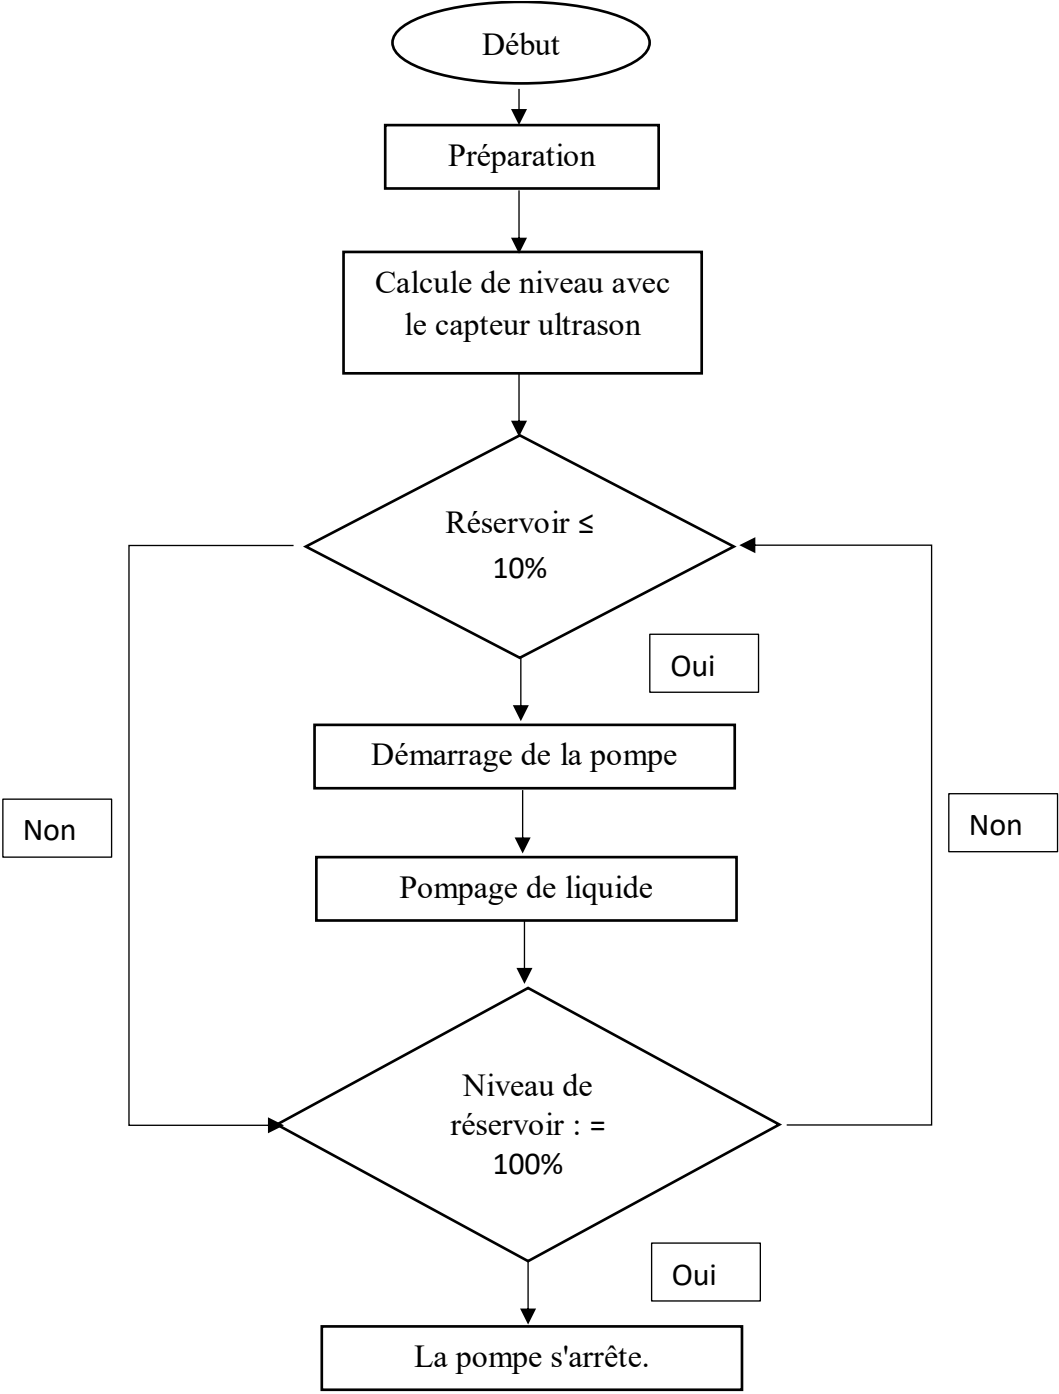 Début
Préparation
Calcule de niveau avec
le capteur ultrason
Réservoir ≤
10%
Oui
Démarrage de la pompe
Non
Non
Pompage de liquide
Niveau de
réservoir : =
100%
Oui
La pompe s'arrête.